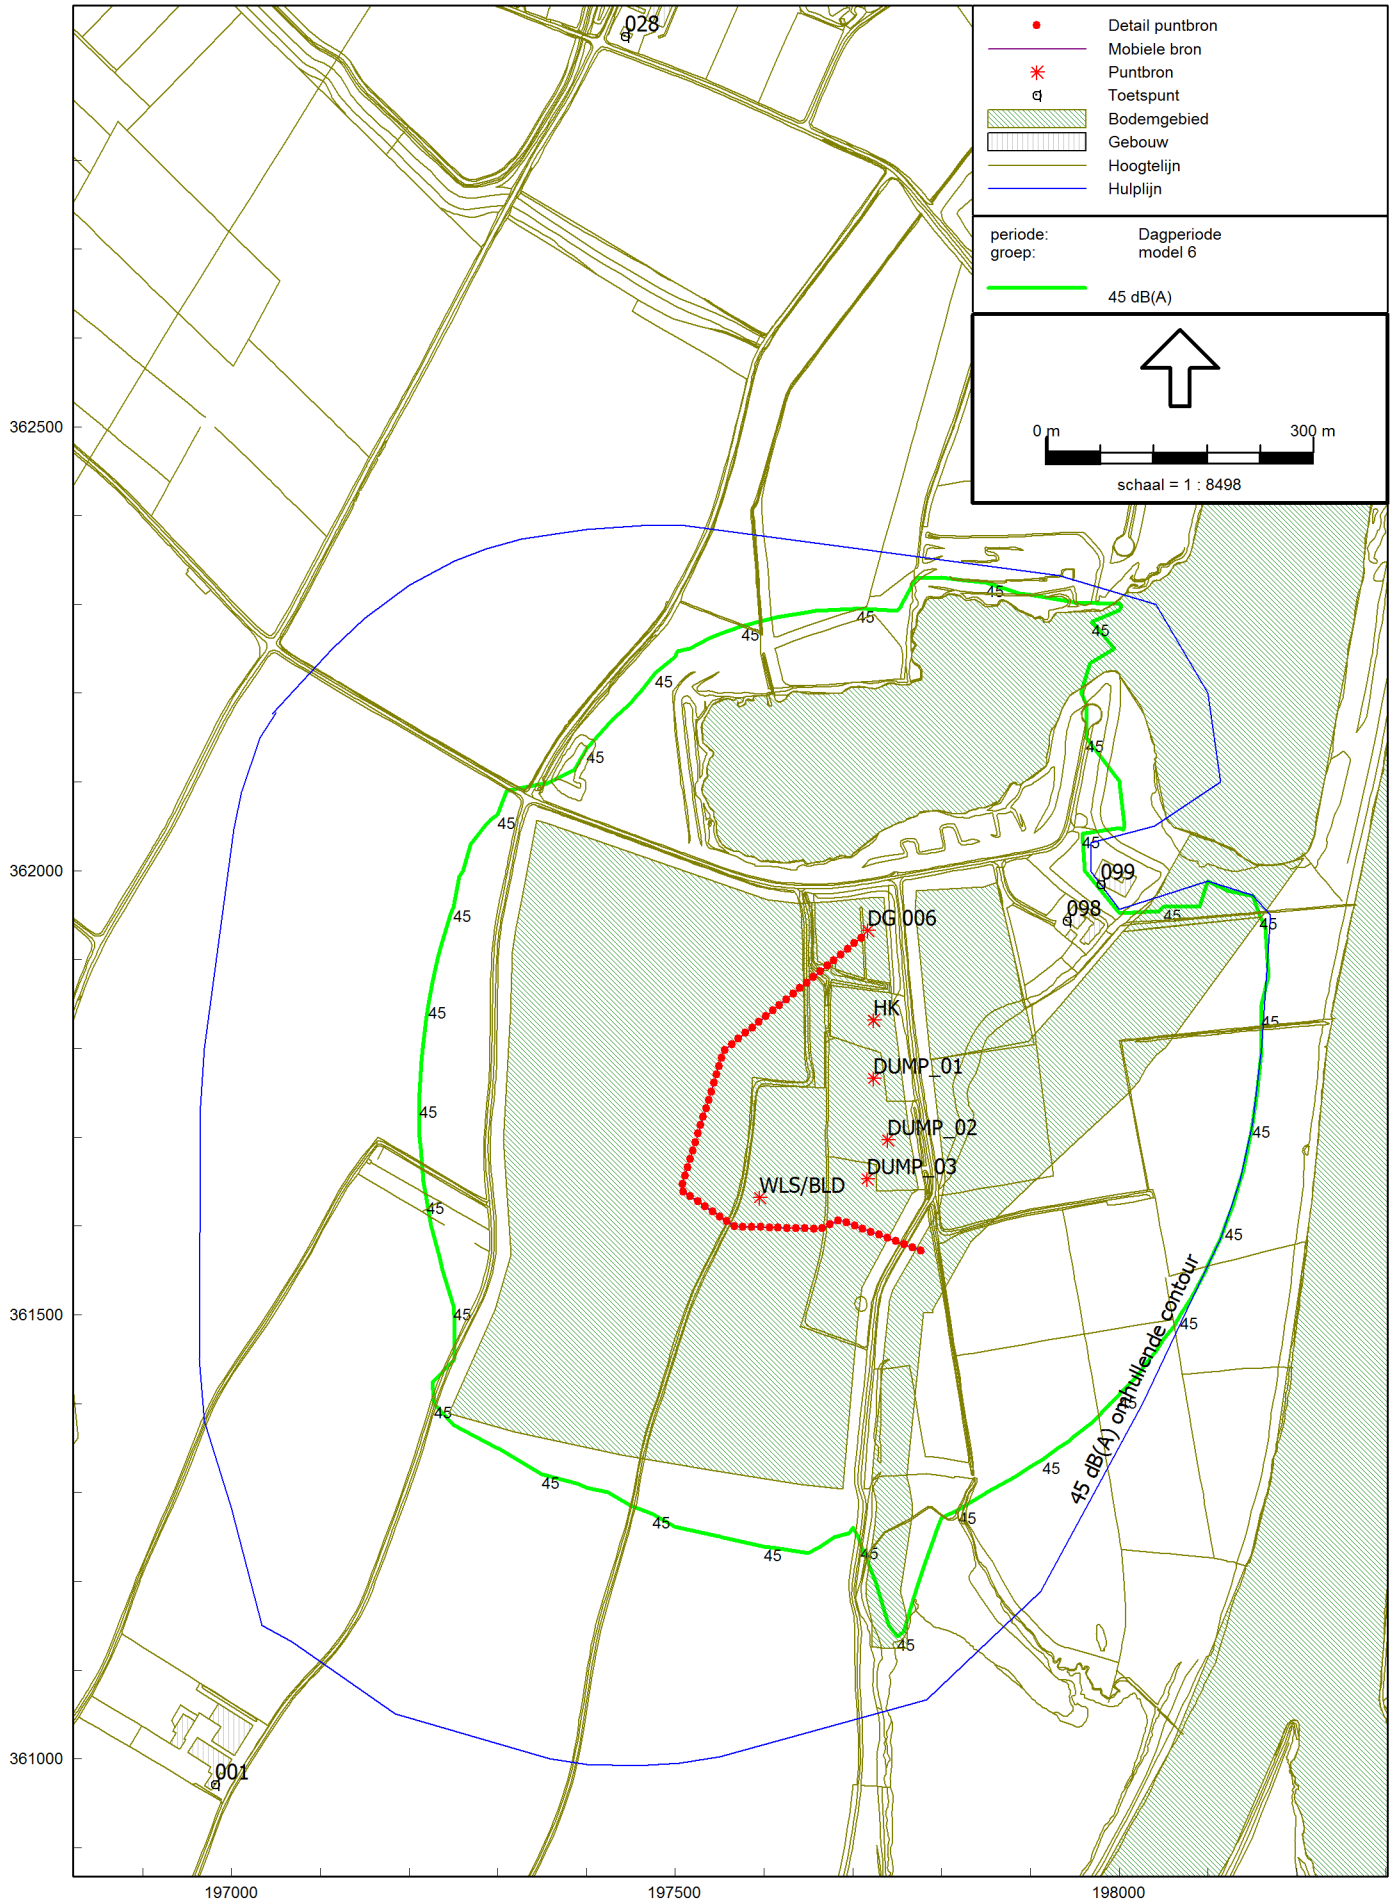 028
Detail puntbron
Mobiele bron
Puntbron
Toetspunt
Bodemgebied
Gebouw
Hoogtelijn
Hulplijn
periode: Dagperiode
groep: model 6
45 dB(A)
0 m 300 m
schaal = 1 : 8498
362500
45
45
45
45
45
45
45
45
45
362000
099
098
DG 006
45
45
45
45
HK
45
DUMP_01
45
DUMP_02
45
DUMP_03
WLS/BLD
45
45
361500
45
45
45 dB(A) omhullende contour
45
45
45
45
45
45
45
45
45
361000
001
197000 197500 198000